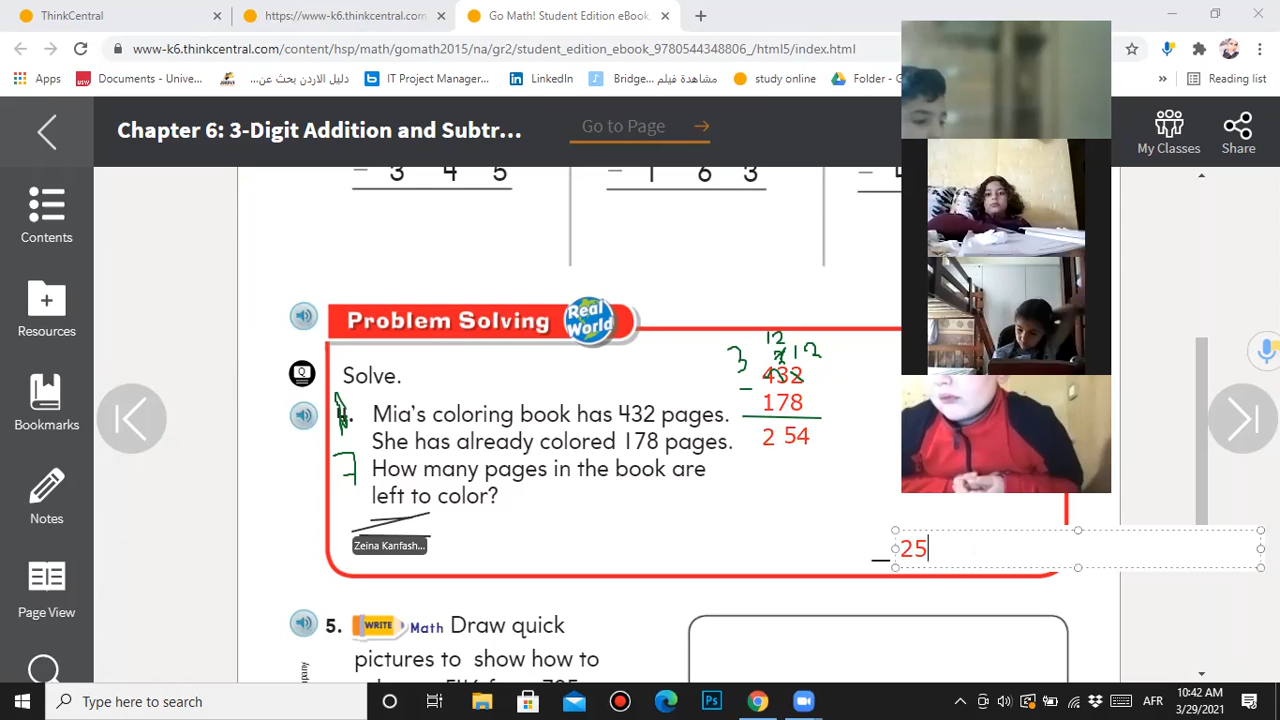 ThinkCentral
https://www-k6.thinkcentral.com
Go Math! Student Edition eBook
www-k6.thinkcentral.com/content/hsp/math/gomath2015/na/gr2/student_edition_ebook_9780544348806_/html5/index.html
Apps
Documents - Unive...
دليل الاردن بحث عن...
IT Project Manager...
LinkedIn
Bridge... مشاهدة فيلم
study online
Folder - G
Reading list
Chapter 6: 3-Digit Addition and Subtr...
Go to Page
My Classes
Share
Contents
Resources
Bookmarks
Notes
Page View
− 3 4 5
− 1 6 3
Problem Solving
Real World
Solve.
4. Mia's coloring book has 432 pages.
She has already colored 178 pages.
How many pages in the book are
left to color?
7
12
3 2 12
432
− 178
254
Zeina Kanfash...
25
5. WRITE Math Draw quick
pictures to show how to
Type here to search
AFR
10:42 AM
3/29/2021